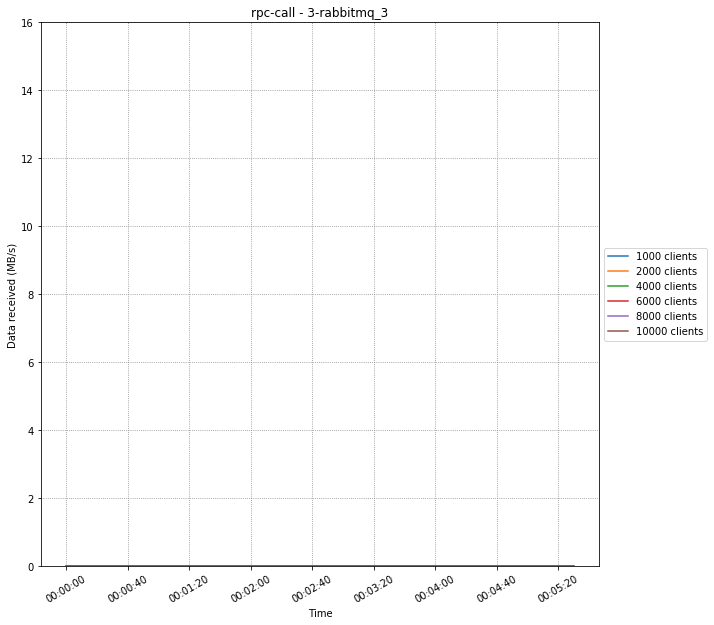 rpc-call - 3-rabbitmq_3
16
14
12
10
8
6
4
2
0
Data received (MB/s)
00:00:00
00:00:40
00:01:20
00:02:00
00:02:40
00:03:20
00:04:00
00:04:40
00:05:20
Time
1000 clients
2000 clients
4000 clients
6000 clients
8000 clients
10000 clients